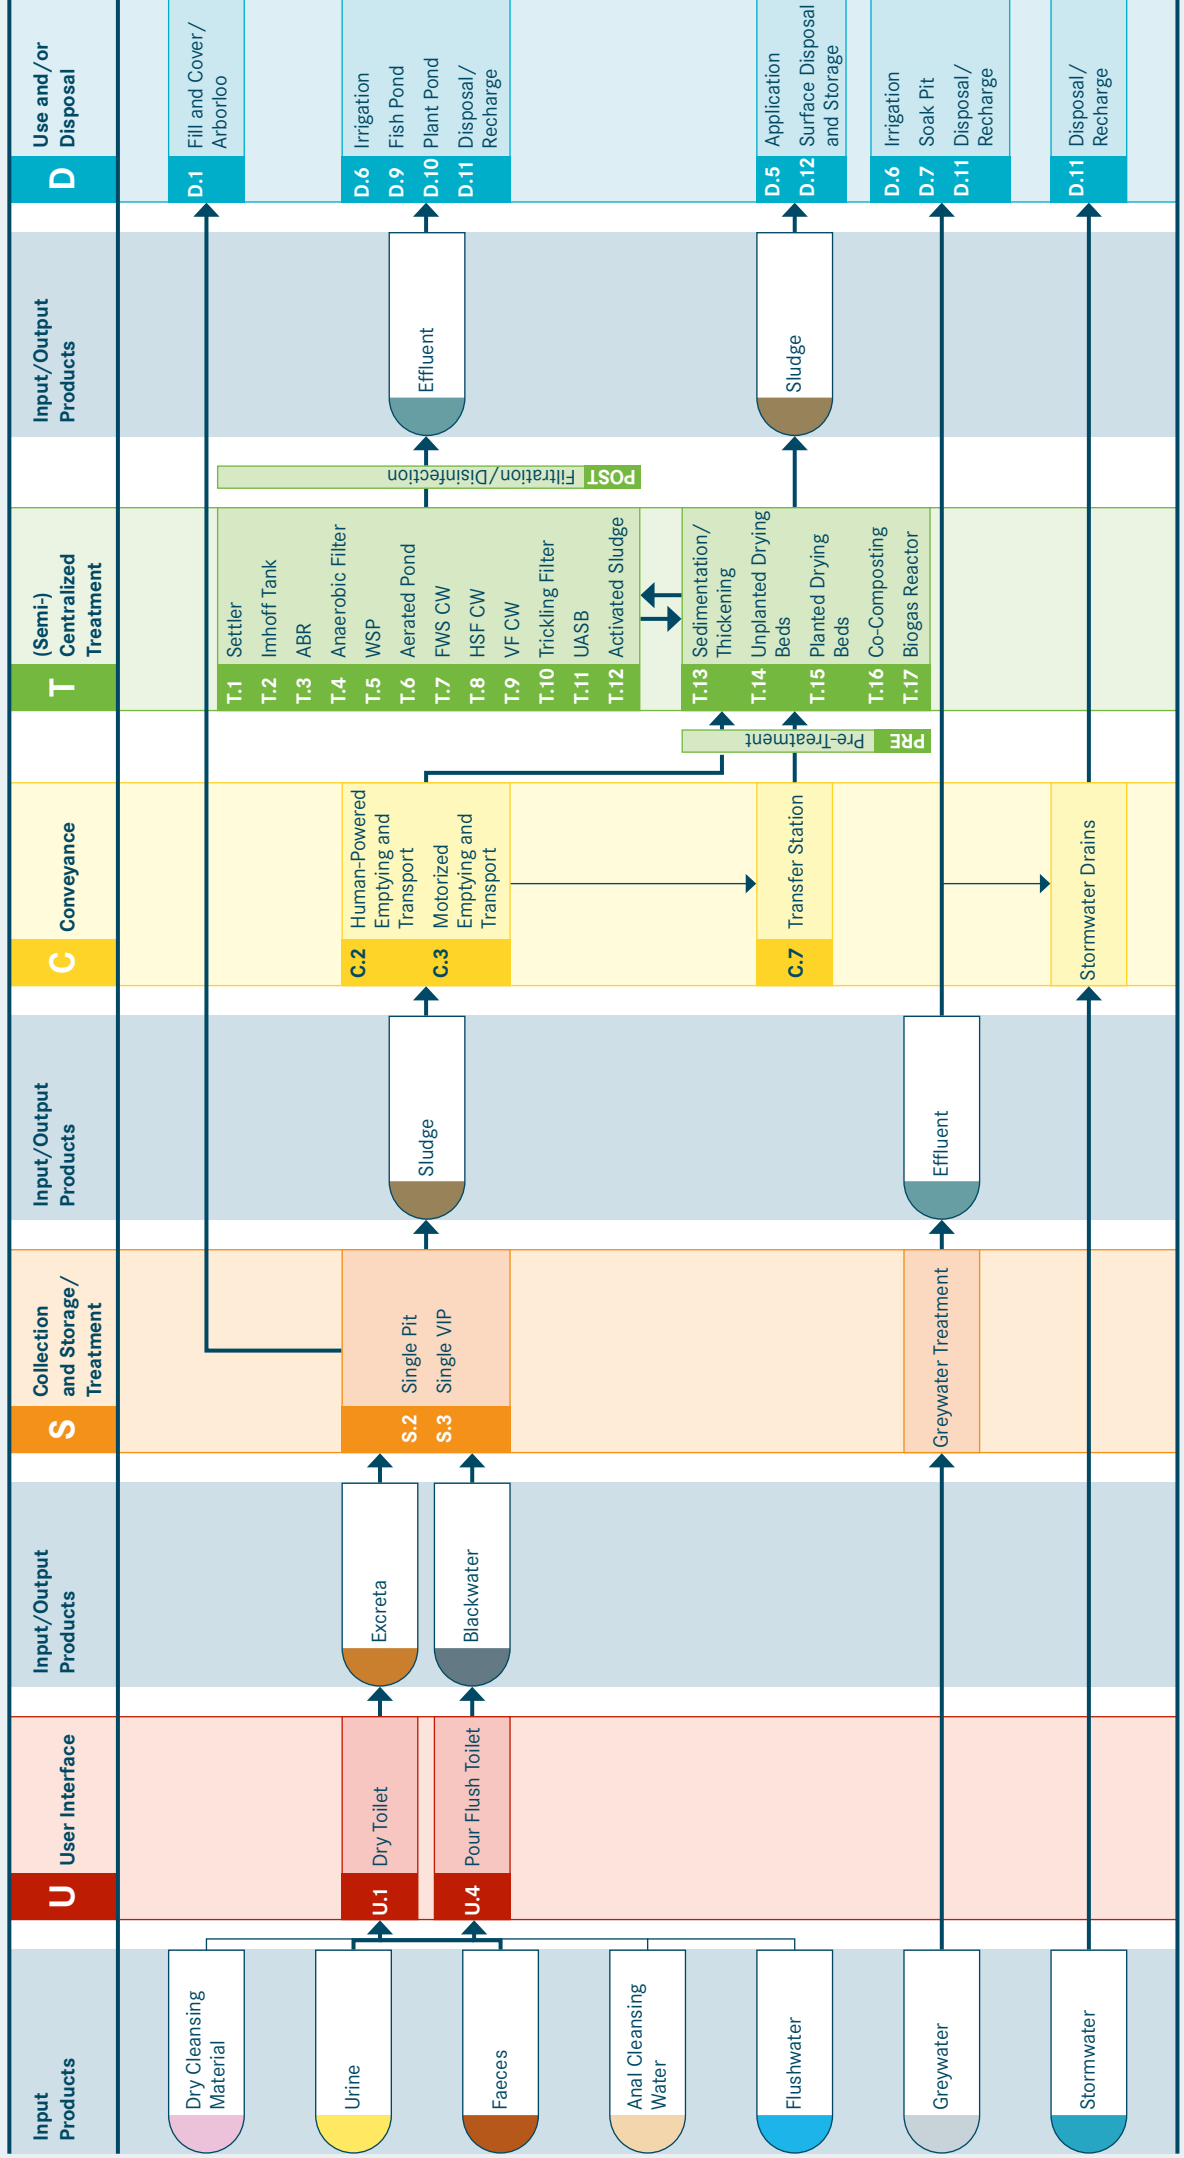 Input
Products
U
User Interface
Input/Output
Products
S
Collection
and Storage/
Treatment
Input/Output
Products
C
Conveyance
T
(Semi-)
Centralized
Treatment
Input/Output
Products
D
Use and/or
Disposal
Dry Cleansing
Material
Urine
Faeces
Anal Cleansing
Water
Flushwater
Greywater
Stormwater
U.1 Dry Toilet
U.4 Pour Flush Toilet
Excreta
Blackwater
S.2 Single Pit
S.3 Single VIP
Greywater Treatment
Sludge
Effluent
C.2 Human-Powered
Emptying and
Transport
C.3 Motorized
Emptying and
Transport
C.7 Transfer Station
Stormwater Drains
PRE Pre-Treatment
T.1 Settler
T.2 Imhoff Tank
T.3 ABR
T.4 Anaerobic Filter
T.5 WSP
T.6 Aerated Pond
T.7 FWS CW
T.8 HSF CW
T.9 VF CW
T.10 Trickling Filter
T.11 UASB
T.12 Activated Sludge
T.13 Sedimentation/
Thickening
T.14 Unplanted Drying
Beds
T.15 Planted Drying
Beds
T.16 Co-Composting
T.17 Biogas Reactor
POST Filtration/Disinfection
Effluent
Sludge
D.1 Fill and Cover/
Arborloo
D.6 Irrigation
D.9 Fish Pond
D.10 Plant Pond
D.11 Disposal/
Recharge
D.5 Application
D.12 Surface Disposal
and Storage
D.6 Irrigation
D.7 Soak Pit
D.11 Disposal/
Recharge
D.11 Disposal/
Recharge